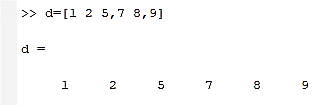 >> d=[1 2 5,7 8,9]
d =
1 2 5 7 8 9